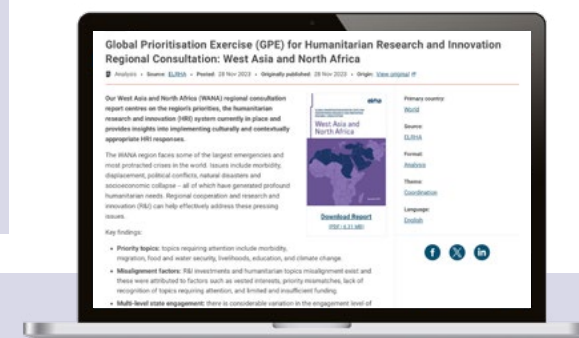 Global Prioritisation Exercise (GPE) for Humanitarian Research and Innovation
Regional Consultation: West Asia and North Africa
Analysis • Source: ELRHA • Posted: 28 Nov 2023 • Originally published: 28 Nov 2023 • Origin: View original
Our West Asia and North Africa (WANA) regional consultation
report centres on the region's priorities, the humanitarian
research and innovation (HRI) system currently in place and
provides insights into implementing culturally and contextually
appropriate HRI responses.
The WANA region faces some of the largest emergencies and
most protracted crises in the world. Issues include morbidity,
displacement, political conflicts, natural disasters and
socioeconomic collapse – all of which have generated profound
humanitarian needs. Regional cooperation and research and
innovation (R&I) can help effectively address these pressing
issues.
Key findings:
• Priority topics: topics requiring attention include morbidity,
migration, food and water security, livelihoods, education, and climate change.
• Misalignment factors: R&I investments and humanitarian topics misalignment exist and
these were attributed to factors such as vested interests, priority mismatches, lack of
recognition of topics requiring attention, and limited and insufficient funding.
• Multi-level state engagement: there is considerable variation in the engagement level of
elrha
West Asia and
North Africa
Download Report
(PDF | 6.21 MB)
Primary country:
World
Source:
ELRHA
Format:
Analysis
Theme:
Coordination
Language:
English